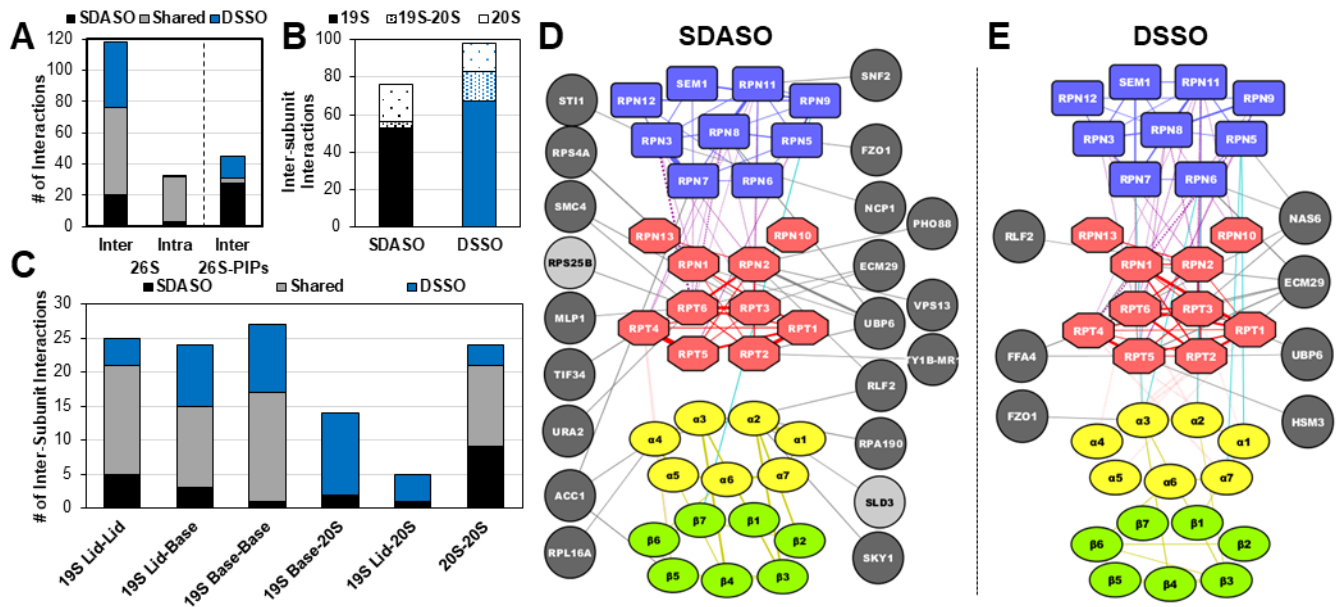 A
SDASO Shared DSSO
# of Interactions
120
100
80
60
40
20
0
Inter
Intra
Inter
26S
26S-PIPs
B
19S 19S-20S 20S
Inter-subunit
Interactions
100
80
60
40
20
0
SDASO
DSSO
C
SDASO Shared DSSO
# of Inter-Subunit Interactions
30
25
20
15
10
5
0
19S Lid-Lid
19S Lid-Base
19S Base-Base
19S Base-20S
19S Lid-20S
20S-20S
D
SDASO
STI1
RPS4A
SMC4
RPS25B
MLP1
TIF34
URA2
ACC1
RPL16A
SEM1
RPN11
RPN12
RPN9
RPN3
RPN8
RPN5
RPN7
RPN6
RPN13
RPN10
RPN1
RPN2
RPT6
RPT3
RPT4
RPT1
RPT5
RPT2
α3
α2
α4
α1
α5
α6
α7
β7
β1
β6
β2
β5
β4
β3
SNF2
FZO1
NCP1
PHO88
ECM29
VPS13
UBP6
TY1B-MR1
RLF2
RPA190
SLD3
SKY1
E
DSSO
SEM1
RPN11
RPN12
RPN9
RPN3
RPN8
RPN5
RPN7
RPN6
NAS6
RLF2
RPN13
RPN10
RPN1
RPN2
ECM29
RPT6
RPT3
RPT4
RPT1
FFA4
RPT5
RPT2
UBP6
FZO1
HSM3
α3
α2
α4
α1
α5
α6
α7
β7
β1
β6
β2
β5
β4
β3